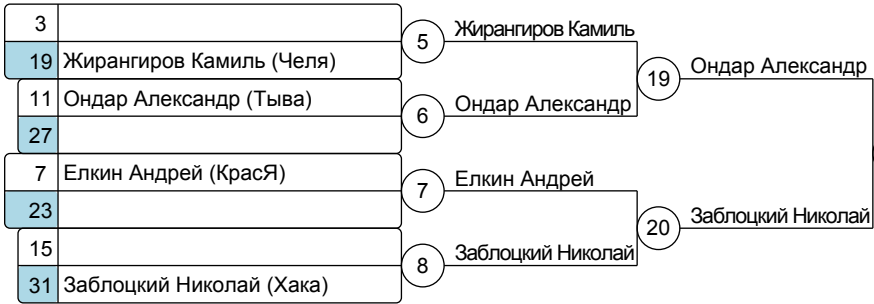 3
19 Жирангиров Камиль (Челя)
11 Ондар Александр (Тыва)
27
7 Елкин Андрей (КрасЯ)
23
15
31 Заблоцкий Николай (Хака)
5 Жирангиров Камиль
6 Ондар Александр
7 Елкин Андрей
8 Заблоцкий Николай
19 Ондар Александр
20 Заблоцкий Николай